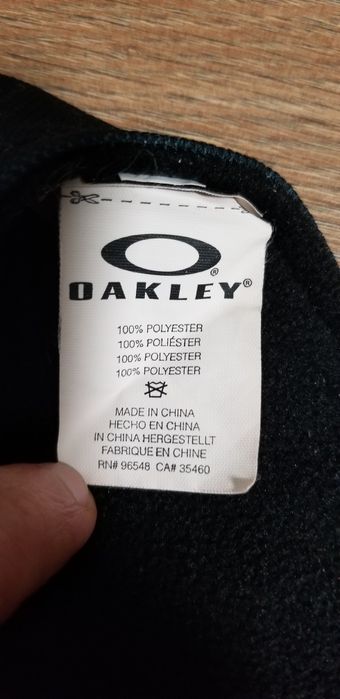 ®
OAKLEY®
100% POLYESTER
100% POLIÉSTER
100% POLYESTER
100% POLYESTER
MADE IN CHINA
HECHO EN CHINA
IN CHINA HERGESTELLT
FABRIQUE EN CHINE
RN# 96548 CA# 35460